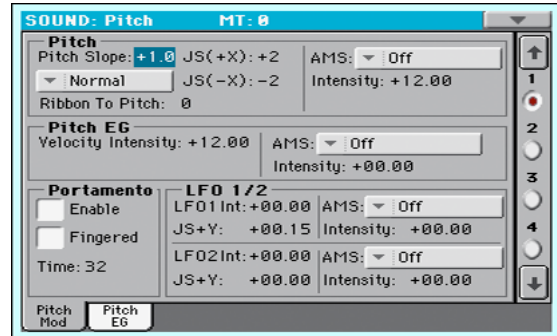 SOUND: Pitch MT: 0
Pitch
Pitch Slope: +1.0 JS(+X): +2 AMS: Off
Normal JS(-X): -2 Intensity: +12.00
Ribbon To Pitch: 0
Pitch EG
Velocity Intensity: +12.00 AMS: Off
Intensity: +00.00
Portamento
Enable
Fingered
Time: 32
LFO 1/2
LFO1 Int: +00.00 AMS: Off
JS+Y: +00.15 Intensity: +00.00
LFO2 Int: +00.00 AMS: Off
JS+Y: +00.00 Intensity: +00.00
1
2
3
4
Pitch Mod
Pitch EG